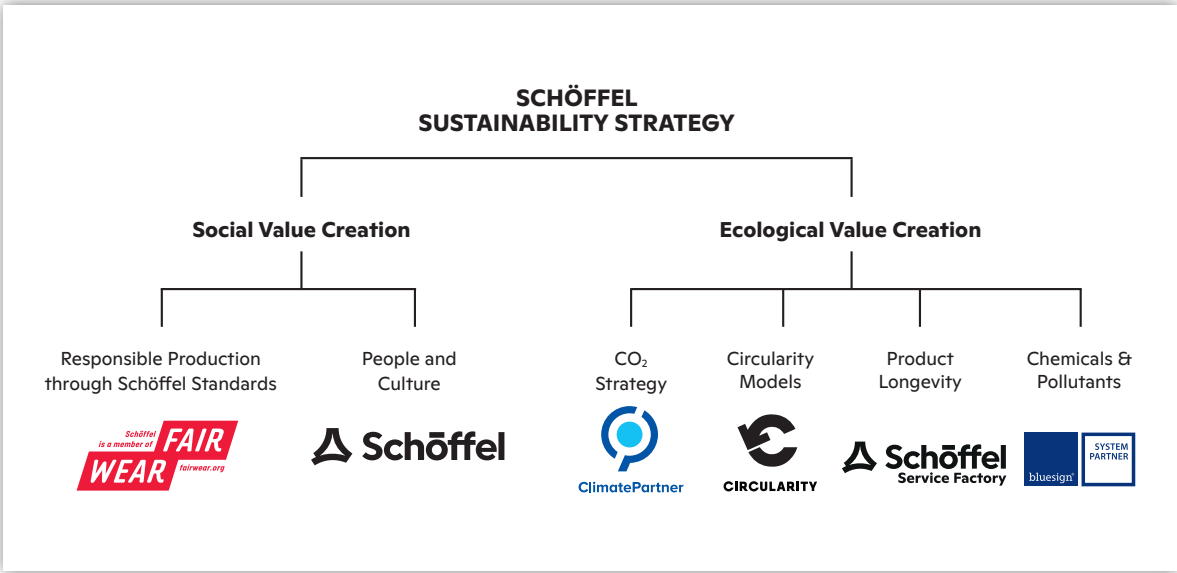 SCHÖFFEL
SUSTAINABILITY STRATEGY
Social Value Creation
Ecological Value Creation
Responsible Production
through Schöffel Standards
People and
Culture
CO₂
Strategy
Circularity
Models
Product
Longevity
Chemicals &
Pollutants
Schöffel
is a member of
FAIR
WEAR
fairwear.org
Schōffel
ClimatePartner
CIRCULARITY
Schōffel
Service Factory
bluesign®
SYSTEM
PARTNER